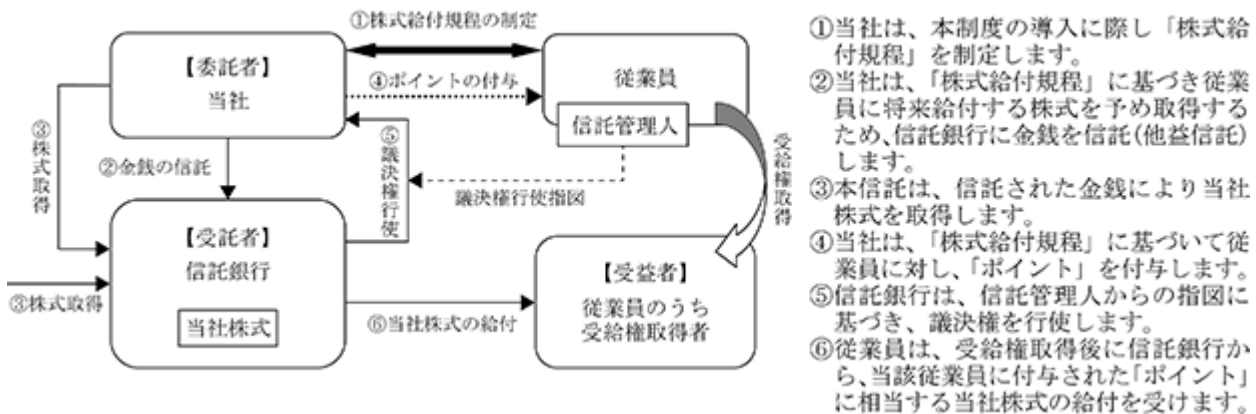 ①株式給付規程の制定
【委託者】
当社
④ポイントの付与
従業員
信託管理人
③株式取得
②金銭の信託
⑤議決権行使
議決権行使指図
受給権取得
【受託者】
信託銀行
当社株式
③株式取得
⑥当社株式の給付
【受益者】
従業員のうち
受給権取得者
①当社は、本制度の導入に際し「株式給
付規程」を制定します。
②当社は、「株式給付規程」に基づき従業
員に将来給付する株式を予め取得する
ため、信託銀行に金銭を信託(他益信託)
します。
③本信託は、信託された金銭により当社
株式を取得します。
④当社は、「株式給付規程」に基づいて従
業員に対し、「ポイント」を付与します。
⑤信託銀行は、信託管理人からの指図に
基づき、議決権を行使します。
⑥従業員は、受給権取得後に信託銀行か
ら、当該従業員に付与された「ポイント」
に相当する当社株式の給付を受けます。